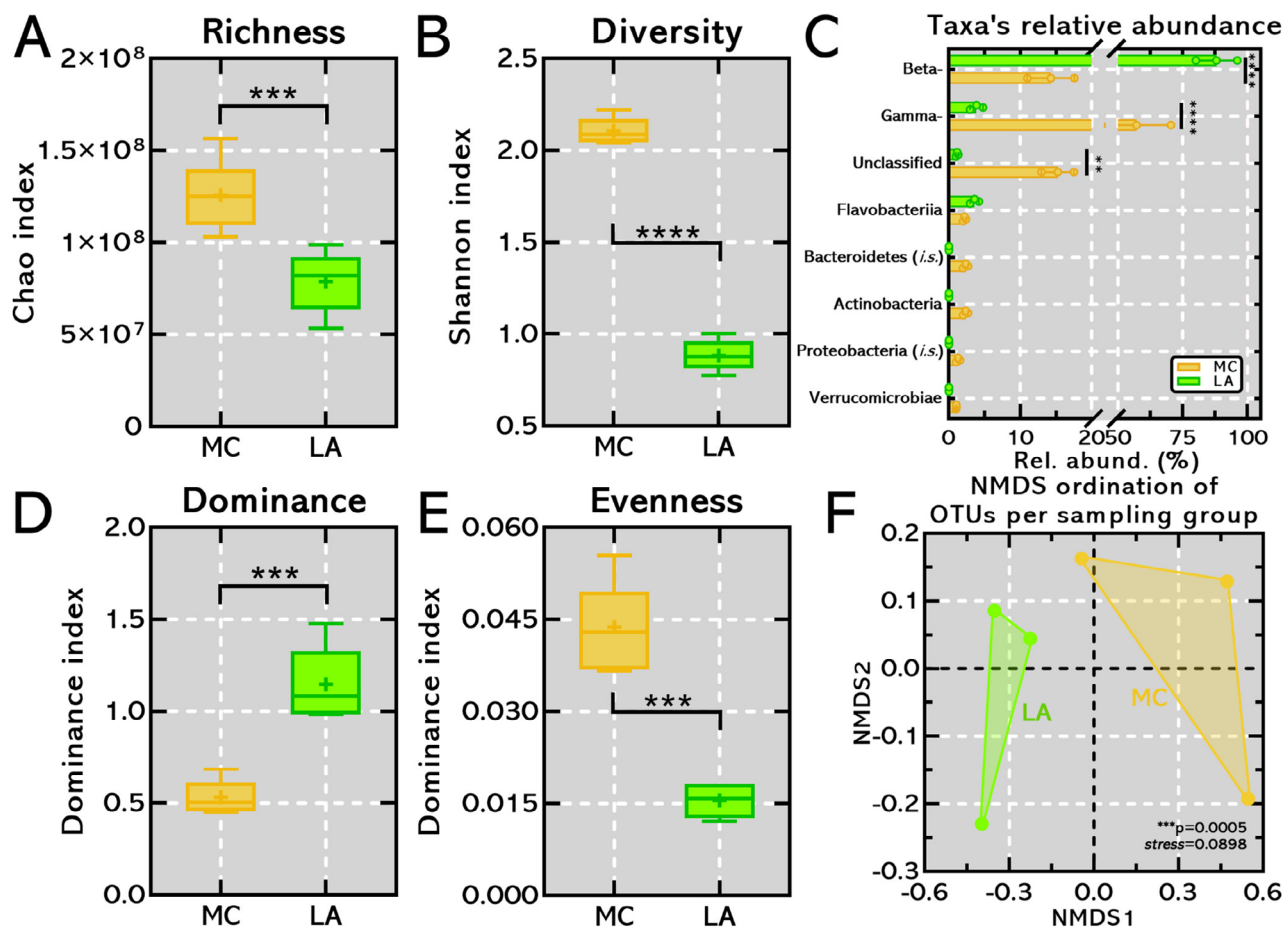 A
Richness
2×10⁸
1.5×10⁸
1×10⁸
5×10⁷
0
Chao index
***
MC
LA
B
Diversity
2.5
2.0
1.5
1.0
0.5
Shannon index
****
MC
LA
C
Taxa's relative abundance
Beta-
Gamma-
Unclassified
Flavobacteriia
Bacteroidetes (i.s.)
Actinobacteria
Proteobacteria (i.s.)
Verrucomicrobiae
****
****
**
MC
LA
0 10 20 50 75 100
Rel. abund. (%)
D
Dominance
2.0
1.5
1.0
0.5
0.0
Dominance index
***
MC
LA
E
Evenness
0.060
0.045
0.030
0.015
0.000
Dominance index
***
MC
LA
F
NMDS ordination of
OTUs per sampling group
0.2
0.1
0.0
-0.1
-0.2
-0.3
NMDS2
LA
MC
***p=0.0005
stress=0.0898
-0.6 -0.3 0.0 0.3 0.6
NMDS1